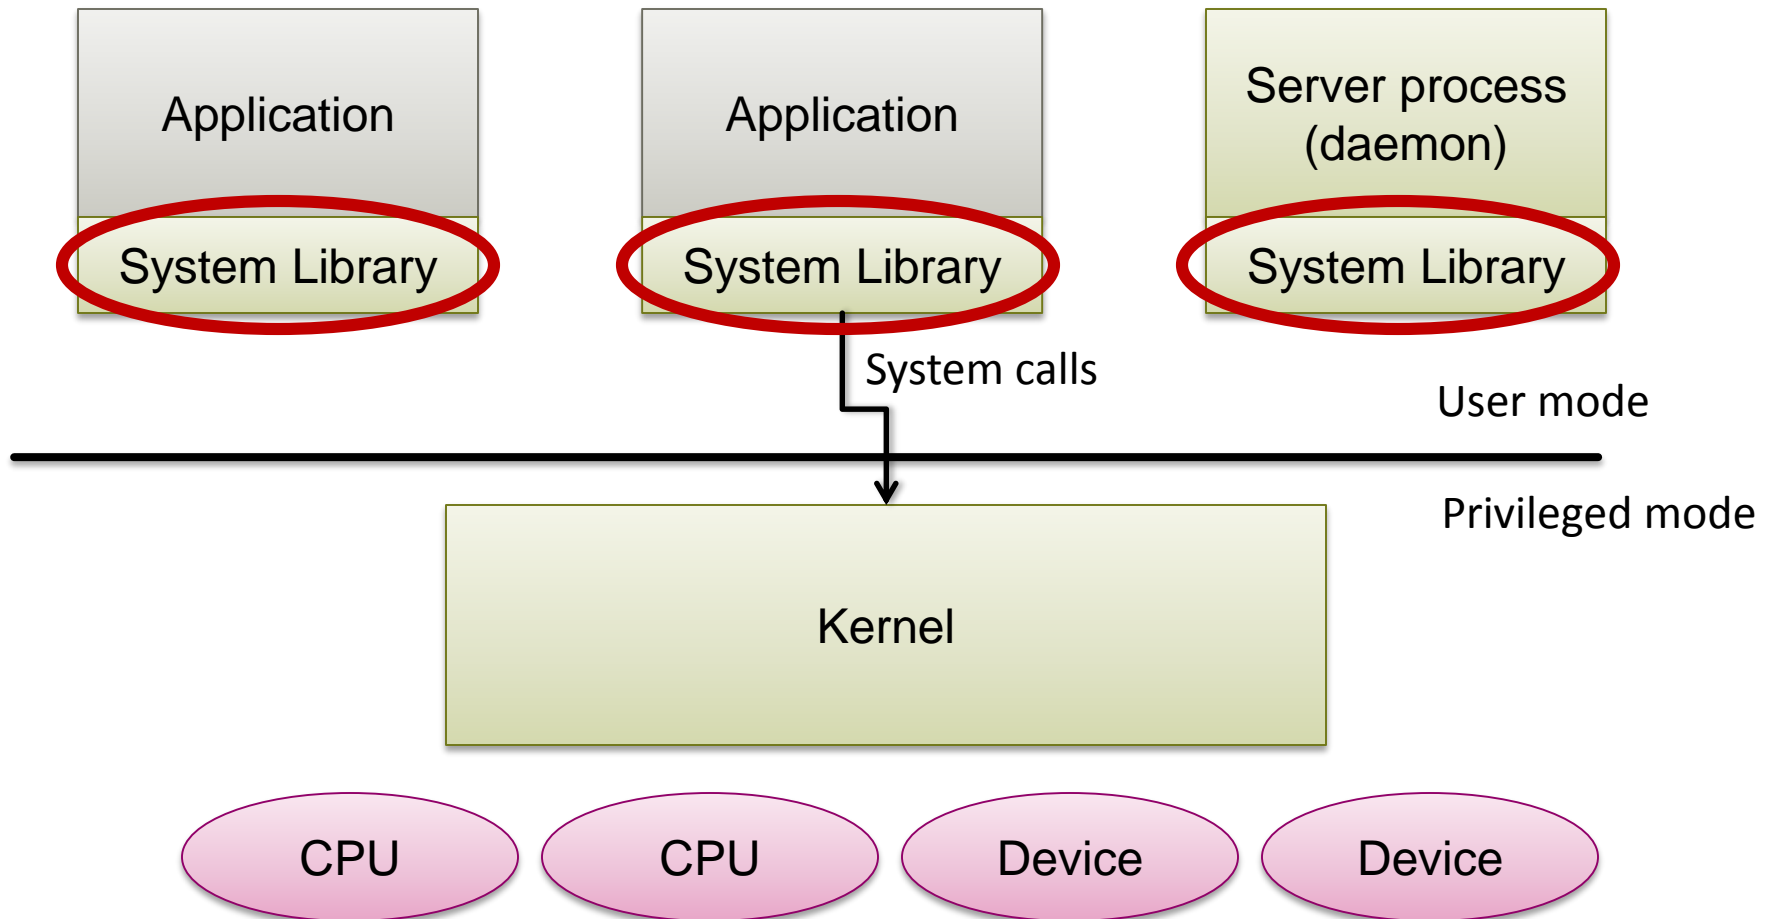 Application
Application
Server process
(daemon)
System Library
System Library
System Library
System calls
User mode
Privileged mode
Kernel
CPU
CPU
Device
Device